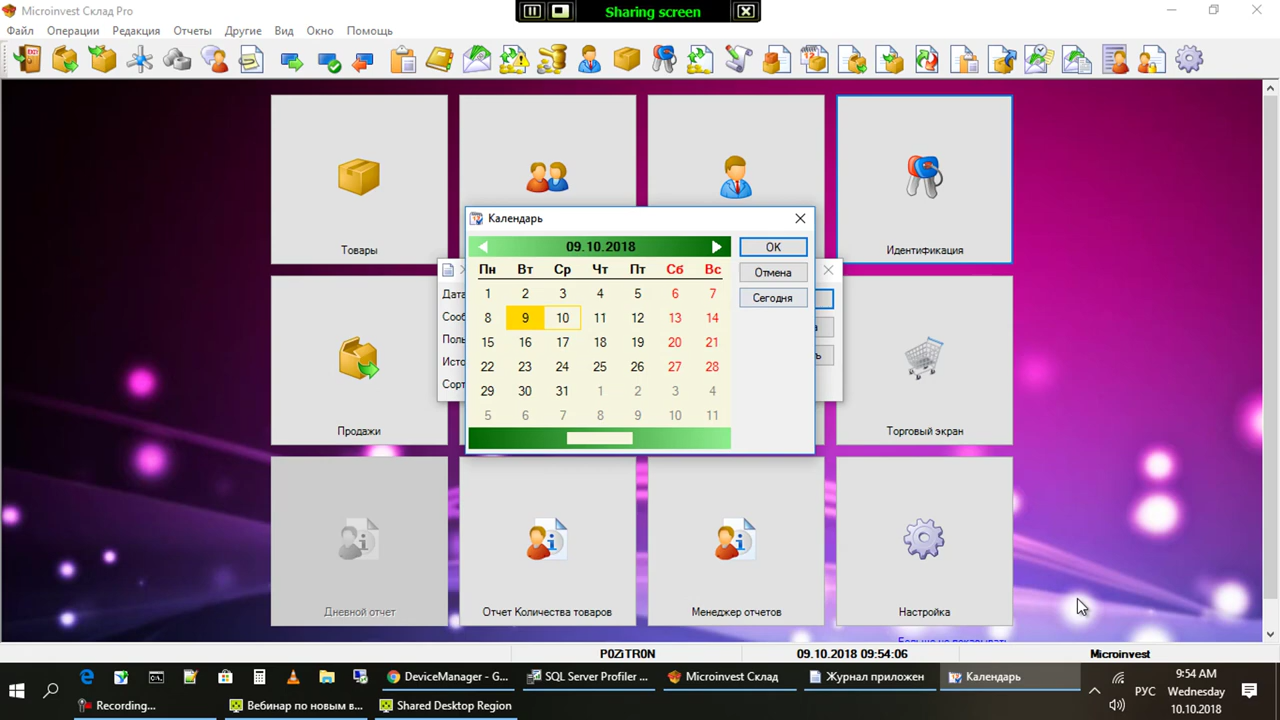 Microinvest Склад Pro
Sharing screen
Файл Операции Редакция Отчеты Другие Вид Окно Помощь
Товары
Идентификация
Продажи
Торговый экран
Дневной отчет
Отчет Количества товаров
Менеджер отчетов
Настройка
Календарь
09.10.2018
OK
Отмена
Сегодня
Пн Вт Ср Чт Пт Сб Вс
1 2 3 4 5 6 7
8 9 10 11 12 13 14
15 16 17 18 19 20 21
22 23 24 25 26 27 28
29 30 31 1 2 3 4
5 6 7 8 9 10 11
Дата
Сооб
Поль
Исто
Сорт
P0ZiTR0N 09.10.2018 09:54:06 Microinvest
DeviceManager - G...
SQL Server Profiler ...
Microinvest Склад
Журнал приложен
Календарь
Recording...
Вебинар по новым в...
Shared Desktop Region
РУС
9:54 AM
Wednesday
10.10.2018